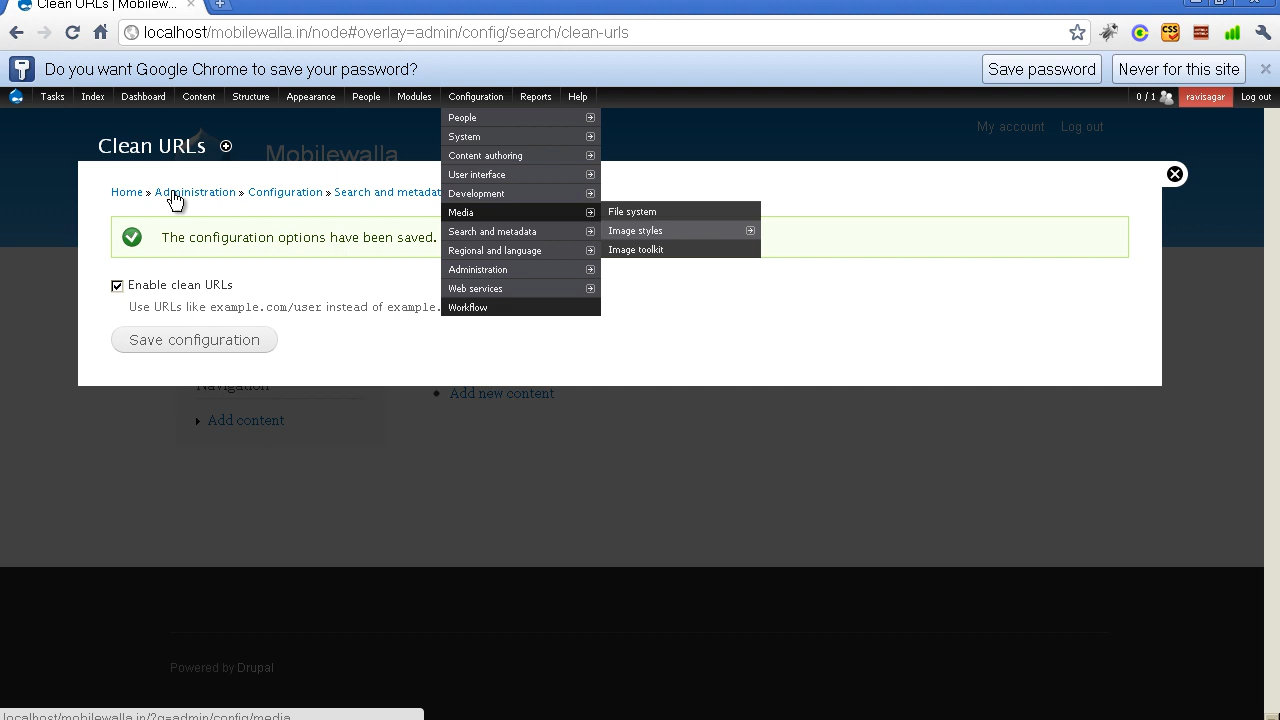 Clean URLs | Mobilew...
localhost/mobilewalla.in/node#overlay=admin/config/search/clean-urls
CSS
Do you want Google Chrome to save your password?
Save password
Never for this site
Tasks Index Dashboard Content Structure Appearance People Modules Configuration Reports Help
0 / 1 ravisagar Log out
My account Log out
Clean URLs
Mobilewalla
Home » Administration » Configuration » Search and metadat
The configuration options have been saved.
Enable clean URLs
Use URLs like example.com/user instead of example.
Save configuration
People
System
Content authoring
User interface
Development
Media
Search and metadata
Regional and language
Administration
Web services
Workflow
File system
Image styles
Image toolkit
Navigation
Add content
Add new content
Powered by Drupal
localhost/mobilewalla.in/?q=admin/config/media